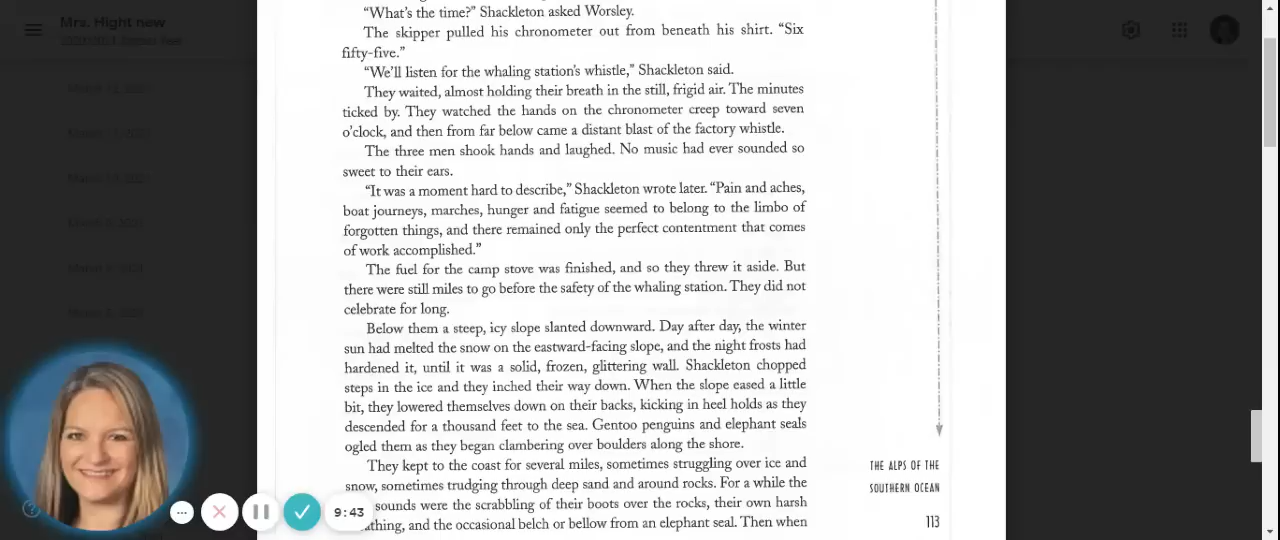 Mrs. Hight new
"What's the time?" Shackleton asked Worsley.
The skipper pulled his chronometer out from beneath his shirt. "Six
fifty-five."
"We'll listen for the whaling station's whistle," Shackleton said.
They waited, almost holding their breath in the still, frigid air. The minutes
ticked by. They watched the hands on the chronometer creep toward seven
o'clock, and then from far below came a distant blast of the factory whistle.
The three men shook hands and laughed. No music had ever sounded so
sweet to their ears.
"It was a moment hard to describe," Shackleton wrote later. "Pain and aches,
boat journeys, marches, hunger and fatigue seemed to belong to the limbo of
forgotten things, and there remained only the perfect contentment that comes
of work accomplished."
The fuel for the camp stove was finished, and so they threw it aside. But
there were still miles to go before the safety of the whaling station. They did not
celebrate for long.
Below them a steep, icy slope slanted downward. Day after day, the winter
sun had melted the snow on the eastward-facing slope, and the night frosts had
hardened it, until it was a solid, frozen, glittering wall. Shackleton chopped
steps in the ice and they inched their way down. When the slope eased a little
bit, they lowered themselves down on their backs, kicking in heel holds as they
descended for a thousand feet to the sea. Gentoo penguins and elephant seals
ogled them as they began clambering over boulders along the shore.
They kept to the coast for several miles, sometimes struggling over ice and
snow, sometimes trudging through deep sand and around rocks. For a while the
sounds were the scrabbling of their boots over the rocks, their own harsh
athing, and the occasional belch or bellow from an elephant seal. Then when
THE ALPS OF THE
SOUTHERN OCEAN
113
9:43